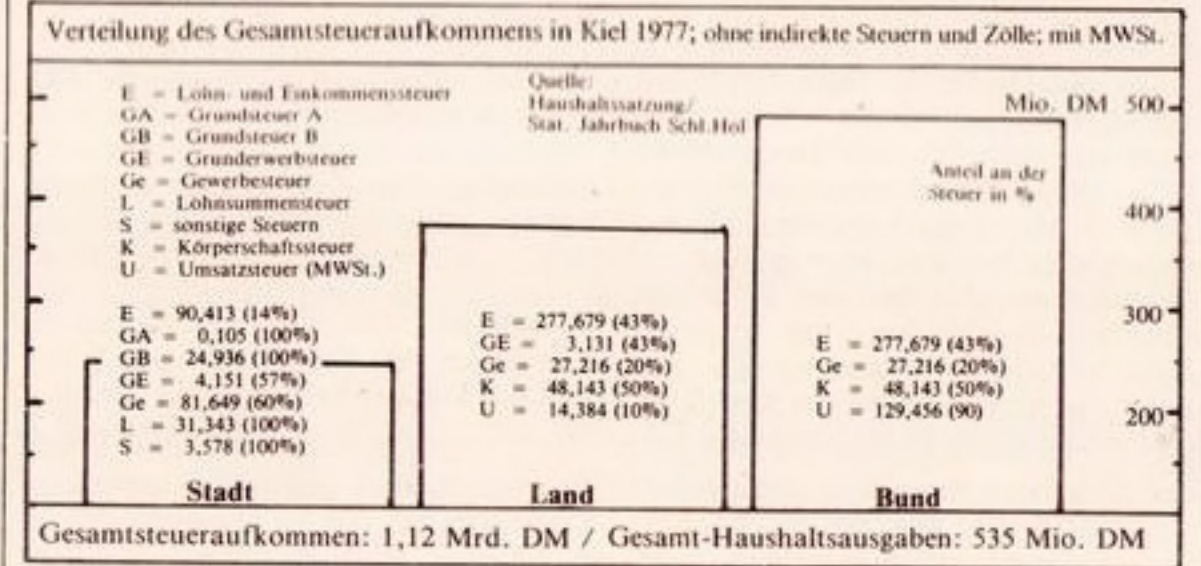 Verteilung des Gesamtsteueraufkommens in Kiel 1977; ohne indirekte Steuern und Zölle; mit MWSt.
E = Lohn- und Einkommenssteuer
GA = Grundsteuer A
GB = Grundsteuer B
GE = Grunderwerbsteuer
Ge = Gewerbesteuer
L = Lohnsummensteuer
S = sonstige Steuern
K = Körperschaftssteuer
U = Umsatzsteuer (MWSt.)
Quelle:
Haushaltssatzung/
Stat. Jahrbuch Schl.Hol
Mio. DM 500
Anteil an der
Steuer in %
400
300
200
E = 90,413 (14%)
GA = 0,105 (100%)
GB = 24,936 (100%)
GE = 4,151 (57%)
Ge = 81,649 (60%)
L = 31,343 (100%)
S = 3,578 (100%)
Stadt
E = 277,679 (43%)
GE = 3,131 (43%)
Ge = 27,216 (20%)
K = 48,143 (50%)
U = 14,384 (10%)
Land
E = 277,679 (43%)
Ge = 27,216 (20%)
K = 48,143 (50%)
U = 129,456 (90)
Bund
Gesamtsteueraufkommen: 1,12 Mrd. DM / Gesamt-Haushaltsausgaben: 535 Mio. DM